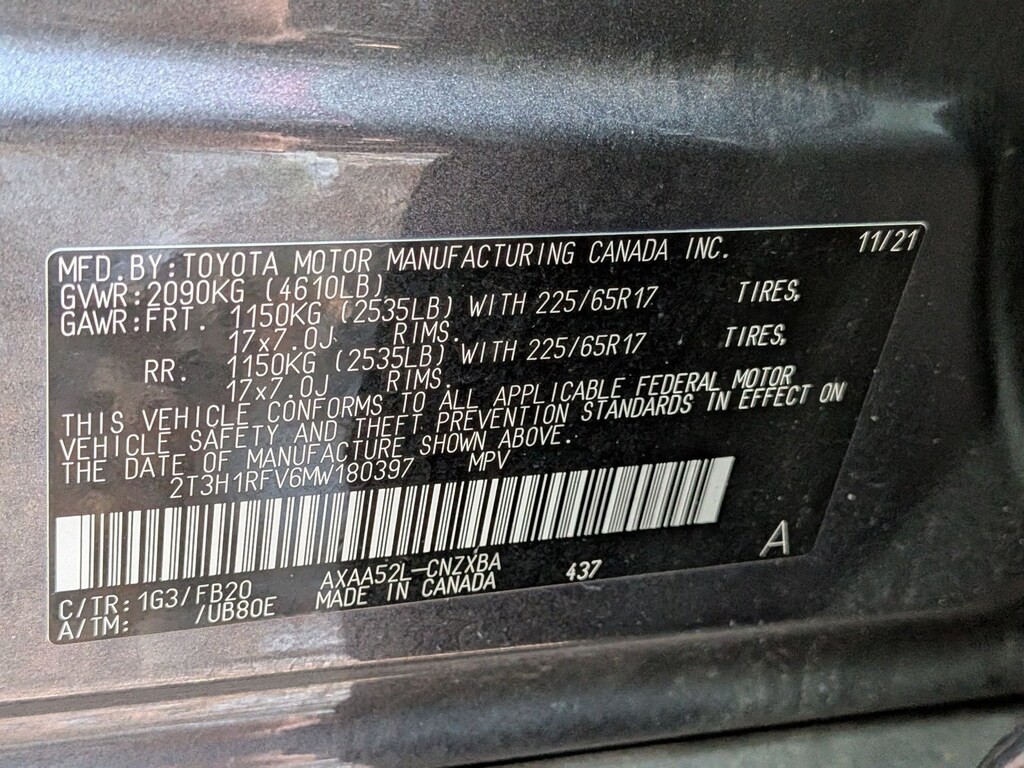 MFD.BY:TOYOTA MOTOR MANUFACTURING CANADA INC. 11/21
GVWR:2090KG (4610LB)
GAWR:FRT. 1150KG (2535LB) WITH 225/65R17 TIRES,
17x7.0J RIMS.
RR. 1150KG (2535LB) WITH 225/65R17 TIRES,
17x7.0J RIMS.
THIS VEHICLE CONFORMS TO ALL APPLICABLE FEDERAL MOTOR
VEHICLE SAFETY AND THEFT PREVENTION STANDARDS IN EFFECT ON
THE DATE OF MANUFACTURE SHOWN ABOVE.
2T3H1RFV6MW180397 MPV
A
C/TR:1G3/FB20 AXAA52L-CNZXBA 437
A/TM: /UB80E MADE IN CANADA